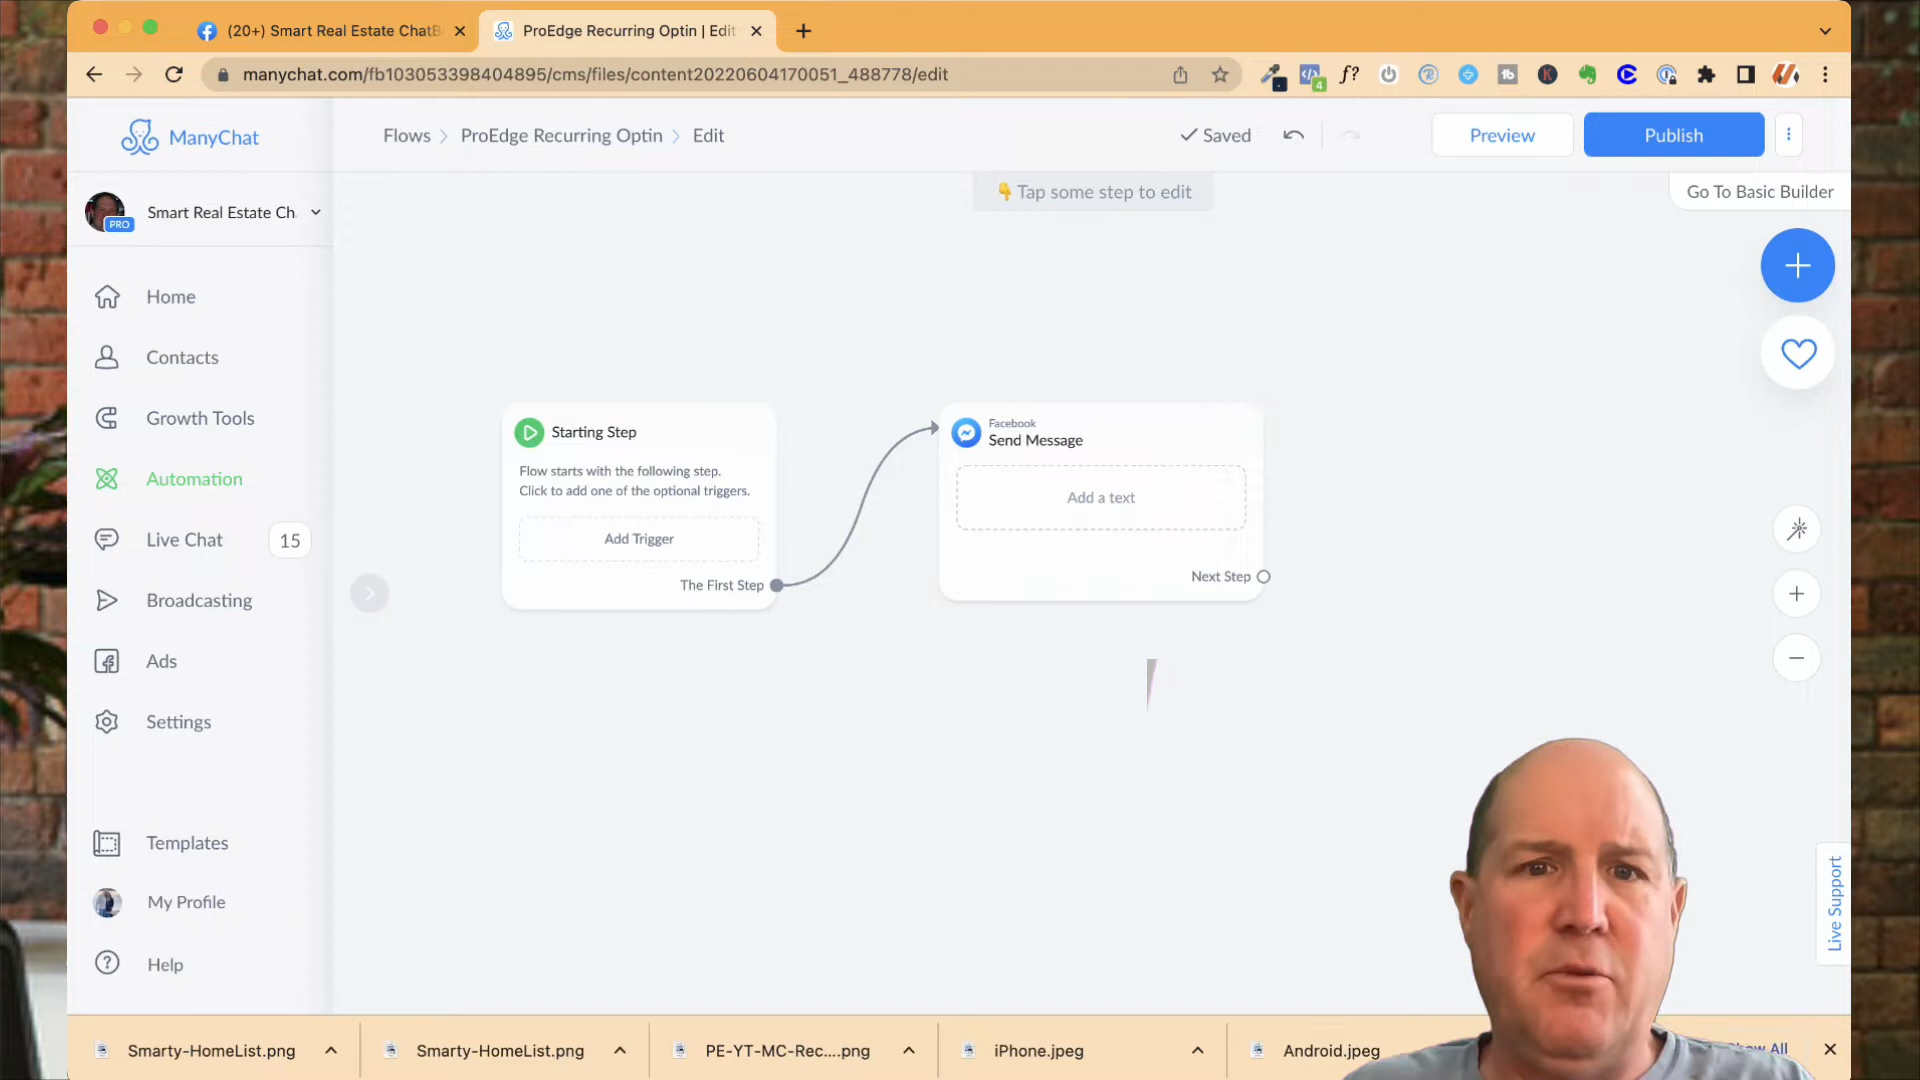 (20+) Smart Real Estate ChatB
ProEdge Recurring Optin | Edit
manychat.com/fb103053398404895/cms/files/content20220604170051_488778/edit
4
f?
ManyChat
Flows
ProEdge Recurring Optin
Edit
Saved
Preview
Publish
👇 Tap some step to edit
Go To Basic Builder
PRO
Smart Real Estate Ch
Home
Contacts
Growth Tools
Automation
Live Chat
15
Broadcasting
Ads
Settings
Templates
My Profile
Help
Starting Step
Flow starts with the following step.
Click to add one of the optional triggers.
Add Trigger
The First Step
Facebook
Send Message
Add a text
Next Step
Live Support
Smarty-HomeList.png
Smarty-HomeList.png
PE-YT-MC-Rec....png
iPhone.jpeg
Android.jpeg
how All